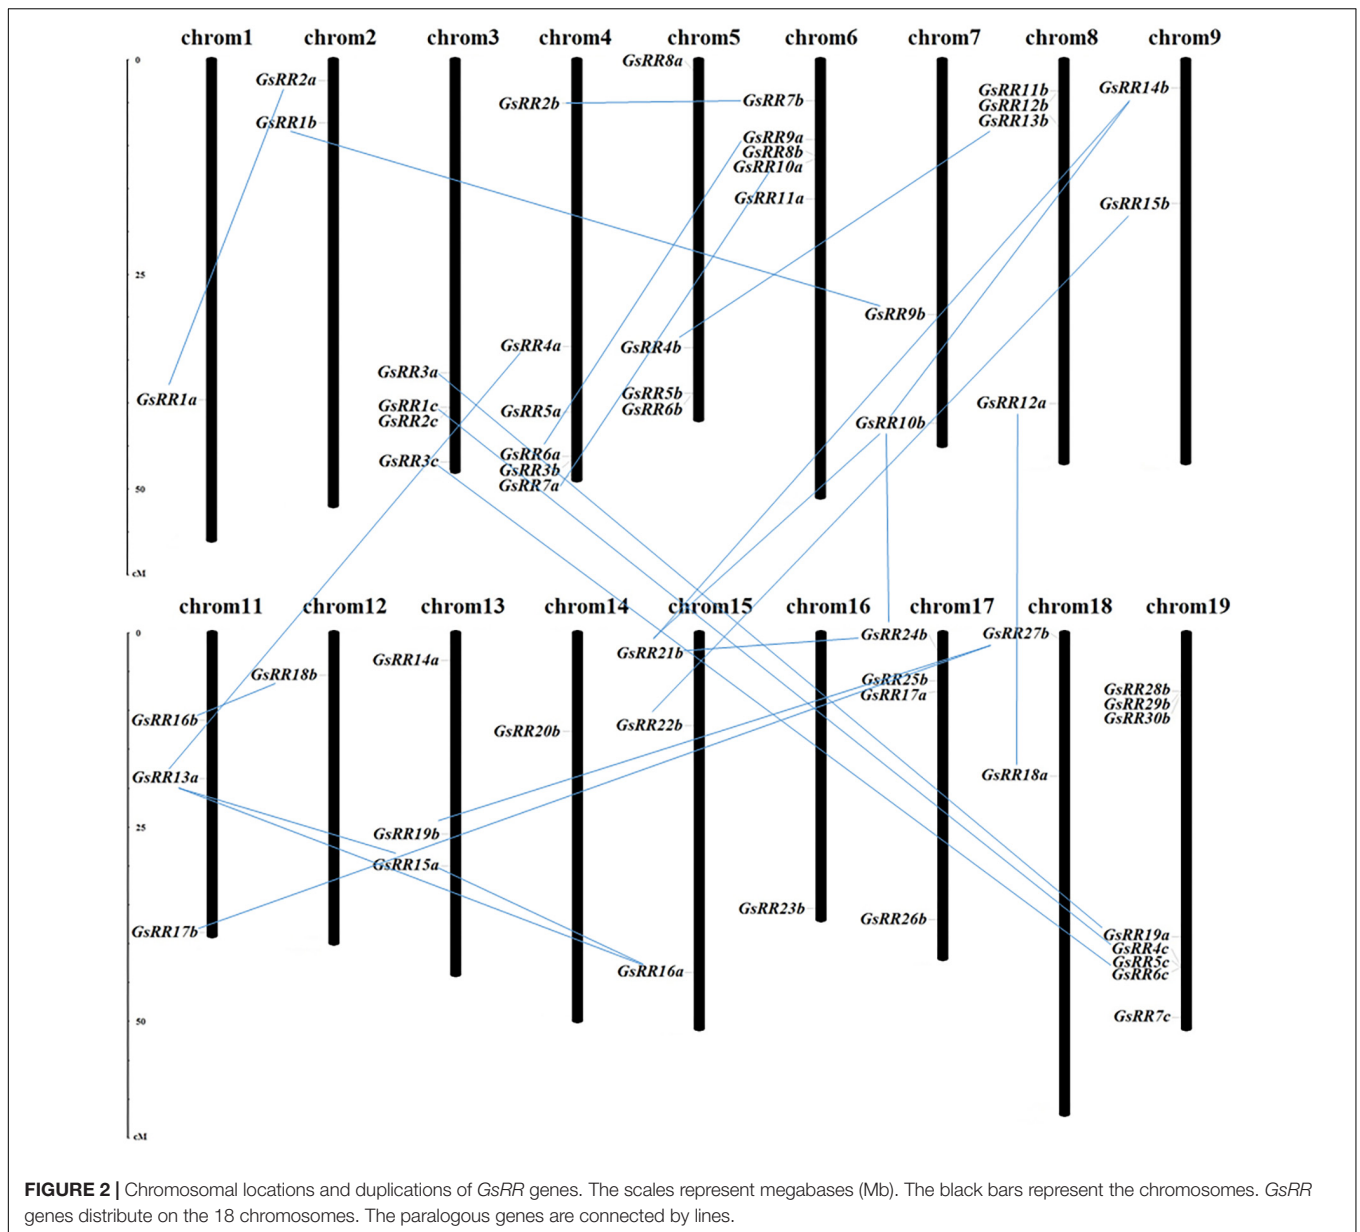 chrom1 chrom2 chrom3 chrom4 chrom5 chrom6 chrom7 chrom8 chrom9
0
GsRR8a
GsRR2a
GsRR14b
GsRR11b
GsRR2b
GsRR7b
GsRR12b
GsRR1b
GsRR13b
GsRR9a
GsRR8b
GsRR10a
GsRR11a
GsRR15b
25
GsRR9b
GsRR4a
GsRR4b
GsRR3a
GsRR5b
GsRR1a
GsRR12a
GsRR1c
GsRR6b
GsRR5a
GsRR2c
GsRR10b
GsRR6a
GsRR3c
GsRR3b
GsRR7a
50
cM
chrom11 chrom12 chrom13 chrom14 chrom15 chrom16 chrom17 chrom18 chrom19
0
GsRR24b
GsRR27b
GsRR21b
GsRR14a
GsRR18b
GsRR25b
GsRR28b
GsRR17a
GsRR29b
GsRR16b
GsRR30b
GsRR22b
GsRR20b
GsRR13a
GsRR18a
25
GsRR19b
GsRR15a
GsRR23b
GsRR26b
GsRR17b
GsRR19a
GsRR4c
GsRR5c
GsRR16a
GsRR6c
GsRR7c
50
cM
FIGURE 2 | Chromosomal locations and duplications of GsRR genes. The scales represent megabases (Mb). The black bars represent the chromosomes. GsRR
genes distribute on the 18 chromosomes. The paralogous genes are connected by lines.